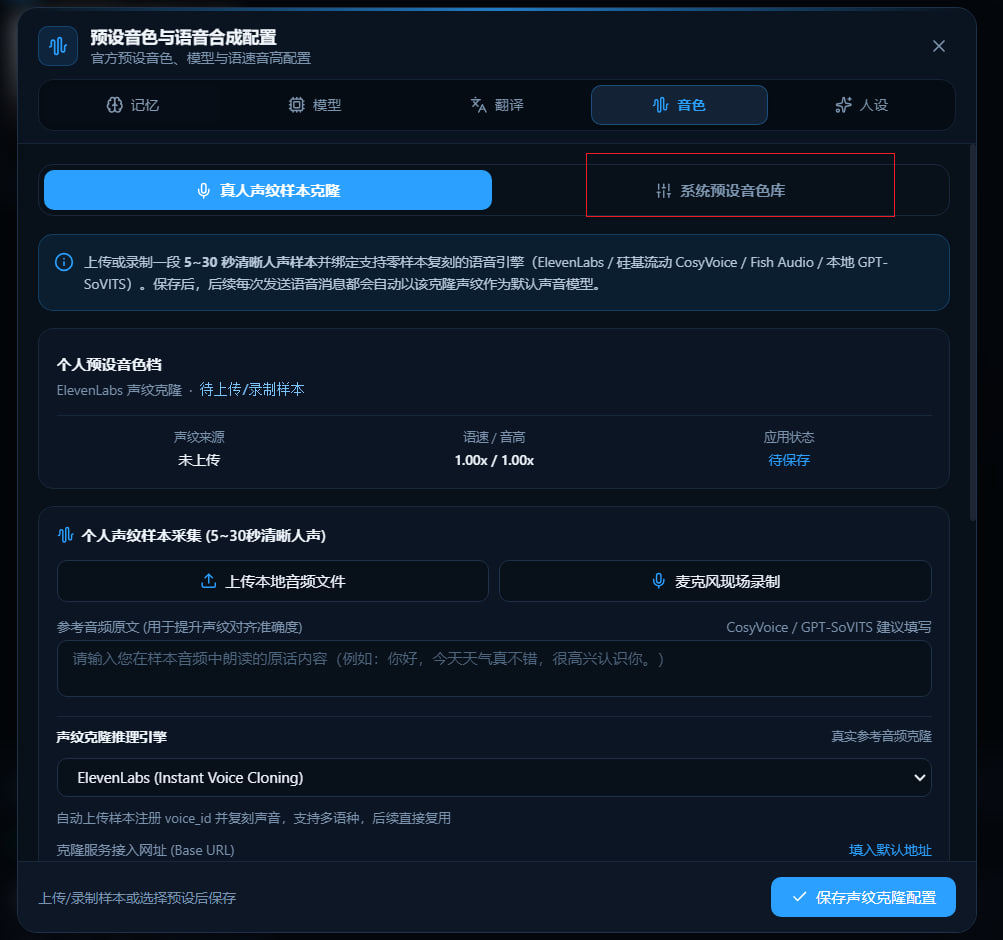 预设音色与语音合成配置
官方预设音色、模型与语速音高配置
记忆
模型
翻译
音色
人设
真人声纹样本克隆
系统预设音色库
上传或录制一段 5~30 秒清晰人声样本并绑定支持零样本复刻的语音引擎（ElevenLabs / 硅基流动 CosyVoice / Fish Audio / 本地 GPT-
SoVITS）。保存后，后续每次发送语音消息都会自动以该克隆声纹作为默认声音模型。
个人预设音色档
ElevenLabs 声纹克隆 · 待上传/录制样本
声纹来源
语速 / 音高
应用状态
未上传
1.00x / 1.00x
待保存
个人声纹样本采集 (5~30秒清晰人声)
上传本地音频文件
麦克风现场录制
参考音频原文 (用于提升声纹对齐准确度)
CosyVoice / GPT-SoVITS 建议填写
请输入您在样本音频中朗读的原话内容（例如：你好，今天天气真不错，很高兴认识你。）
声纹克隆推理引擎
真实参考音频克隆
ElevenLabs (Instant Voice Cloning)
自动上传样本注册 voice_id 并复刻声音，支持多语种，后续直接复用
克隆服务接入网址 (Base URL)
填入默认地址
上传/录制样本或选择预设后保存
保存声纹克隆配置